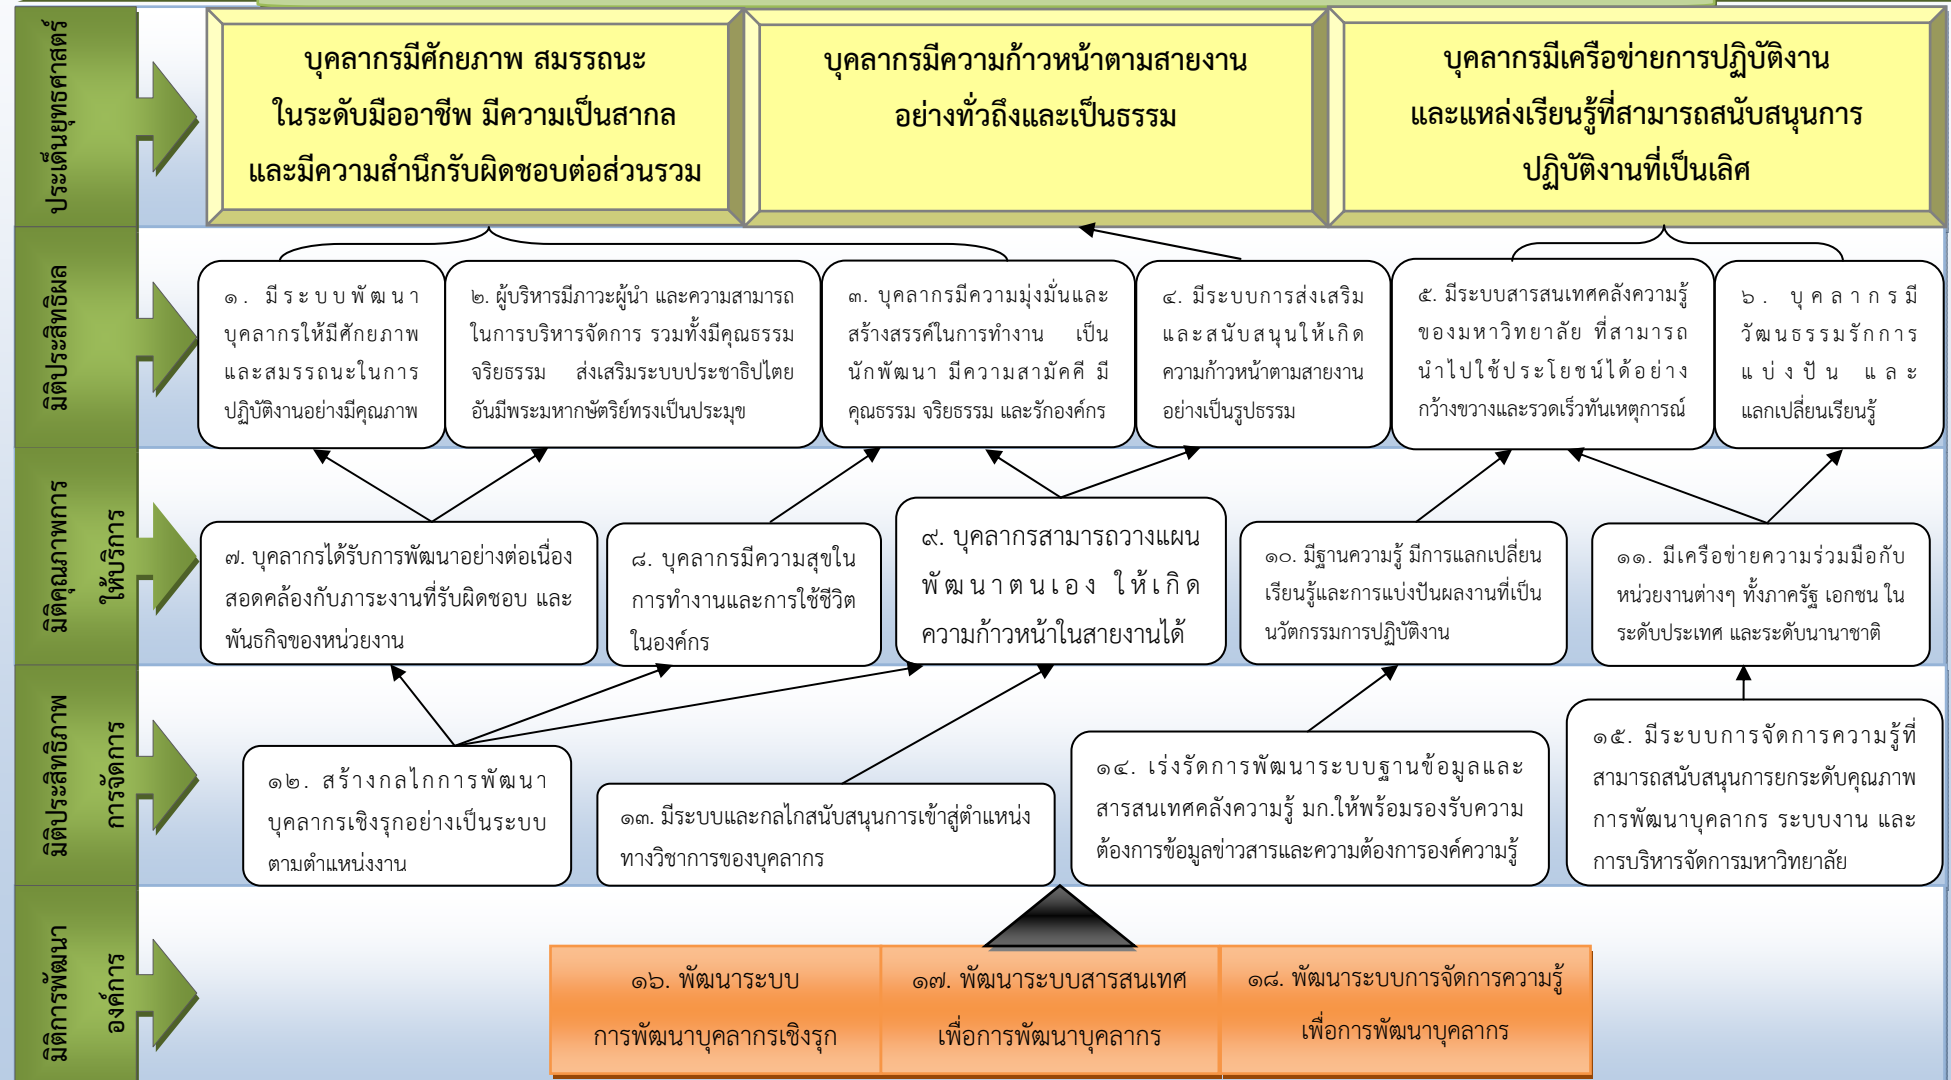 ประเด็นยุทธศาสตร์
บุคลากรมีศักยภาพ สมรรถนะ
ในระดับมืออาชีพ มีความเป็นสากล
และมีความสำนึกรับผิดชอบต่อส่วนรวม
บุคลากรมีความก้าวหน้าตามสายงาน
อย่างทั่วถึงและเป็นธรรม
บุคลากรมีเครือข่ายการปฏิบัติงาน
และแหล่งเรียนรู้ที่สามารถสนับสนุนการ
ปฏิบัติงานที่เป็นเลิศ
มิติประสิทธิผล
๑. มีระบบพัฒนา
บุคลากรให้มีศักยภาพ
และสมรรถนะในการ
ปฏิบัติงานอย่างมีคุณภาพ
๒. ผู้บริหารมีภาวะผู้นำ และความสามารถ
ในการบริหารจัดการ รวมทั้งมีคุณธรรม
จริยธรรม ส่งเสริมระบบประชาธิปไตย
อันมีพระมหากษัตริย์ทรงเป็นประมุข
๓. บุคลากรมีความมุ่งมั่นและ
สร้างสรรค์ในการทำงาน เป็น
นักพัฒนา มีความสามัคคี มี
คุณธรรม จริยธรรม และรักองค์กร
๔. มีระบบการส่งเสริม
และสนับสนุนให้เกิด
ความก้าวหน้าตามสายงาน
อย่างเป็นรูปธรรม
๕. มีระบบสารสนเทศคลังความรู้
ของมหาวิทยาลัย ที่สามารถ
นำไปใช้ประโยชน์ได้อย่าง
กว้างขวางและรวดเร็วทันเหตุการณ์
๖. บุคลากรมี
วัฒนธรรมรักการ
แบ่งปัน และ
แลกเปลี่ยนเรียนรู้
มิติคุณภาพการ
ให้บริการ
๗. บุคลากรได้รับการพัฒนาอย่างต่อเนื่อง
สอดคล้องกับภาระงานที่รับผิดชอบ และ
พันธกิจของหน่วยงาน
๘. บุคลากรมีความสุขใน
การทำงานและการใช้ชีวิต
ในองค์กร
๙. บุคลากรสามารถวางแผน
พัฒนาตนเอง ให้เกิด
ความก้าวหน้าในสายงานได้
๑๐. มีฐานความรู้ มีการแลกเปลี่ยน
เรียนรู้และการแบ่งปันผลงานที่เป็น
นวัตกรรมการปฏิบัติงาน
๑๑. มีเครือข่ายความร่วมมือกับ
หน่วยงานต่างๆ ทั้งภาครัฐ เอกชน ใน
ระดับประเทศ และระดับนานาชาติ
มิติประสิทธิภาพ
การจัดการ
๑๒. สร้างกลไกการพัฒนา
บุคลากรเชิงรุกอย่างเป็นระบบ
ตามตำแหน่งงาน
๑๓. มีระบบและกลไกสนับสนุนการเข้าสู่ตำแหน่ง
ทางวิชาการของบุคลากร
๑๔. เร่งรัดการพัฒนาระบบฐานข้อมูลและ
สารสนเทศคลังความรู้ มก.ให้พร้อมรองรับความ
ต้องการข้อมูลข่าวสารและความต้องการองค์ความรู้
๑๕. มีระบบการจัดการความรู้ที่
สามารถสนับสนุนการยกระดับคุณภาพ
การพัฒนาบุคลากร ระบบงาน และ
การบริหารจัดการมหาวิทยาลัย
มิติการพัฒนา
องค์การ
๑๖. พัฒนาระบบ
การพัฒนาบุคลากรเชิงรุก
๑๗. พัฒนาระบบสารสนเทศ
เพื่อการพัฒนาบุคลากร
๑๘. พัฒนาระบบการจัดการความรู้
เพื่อการพัฒนาบุคลากร